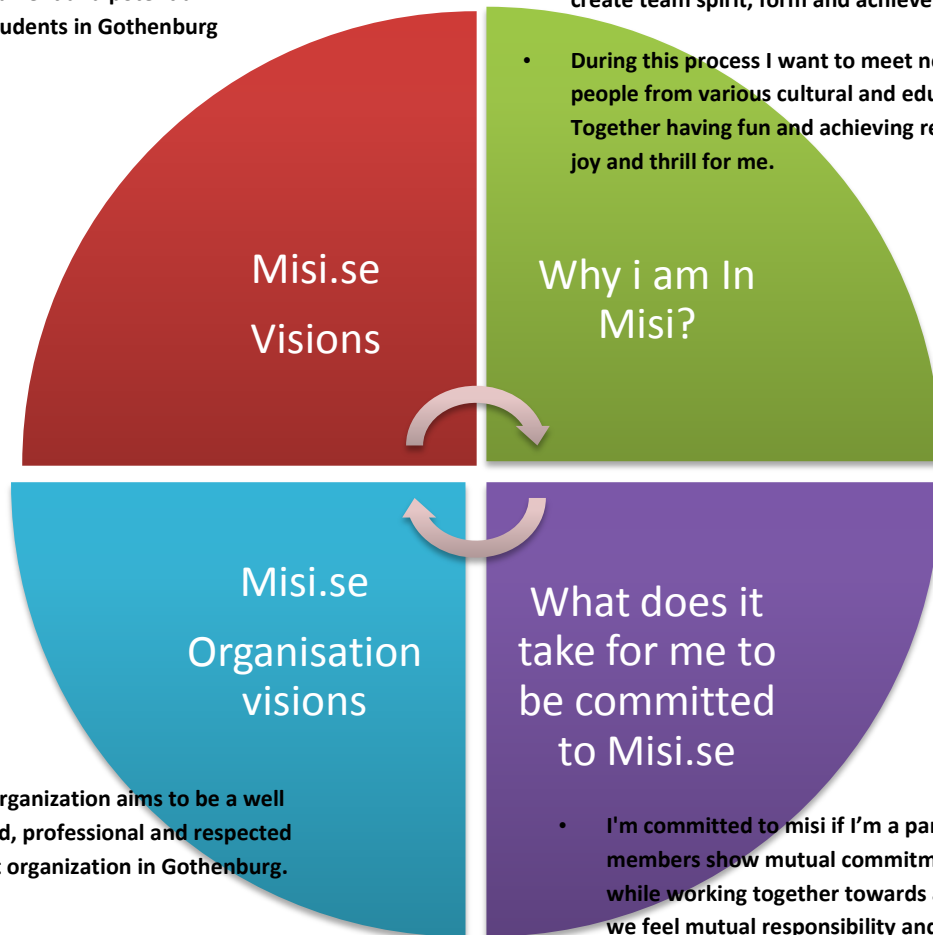 udents in Gothenburg
create team spirit, form and achieve
• During this process I want to meet
people from various cultural and
Together having fun and achieving
joy and thrill for me.
Misi.se
Visions
Why i am In
Misi?
Misi.se
Organisation
visions
What does it
take for me to
be committed
to Misi.se
rganization aims to be a well
d, professional and respected
organization in Gothenburg.
• I'm committed to misi if I’m a
members show mutual
while working together towards
we feel mutual responsibility and